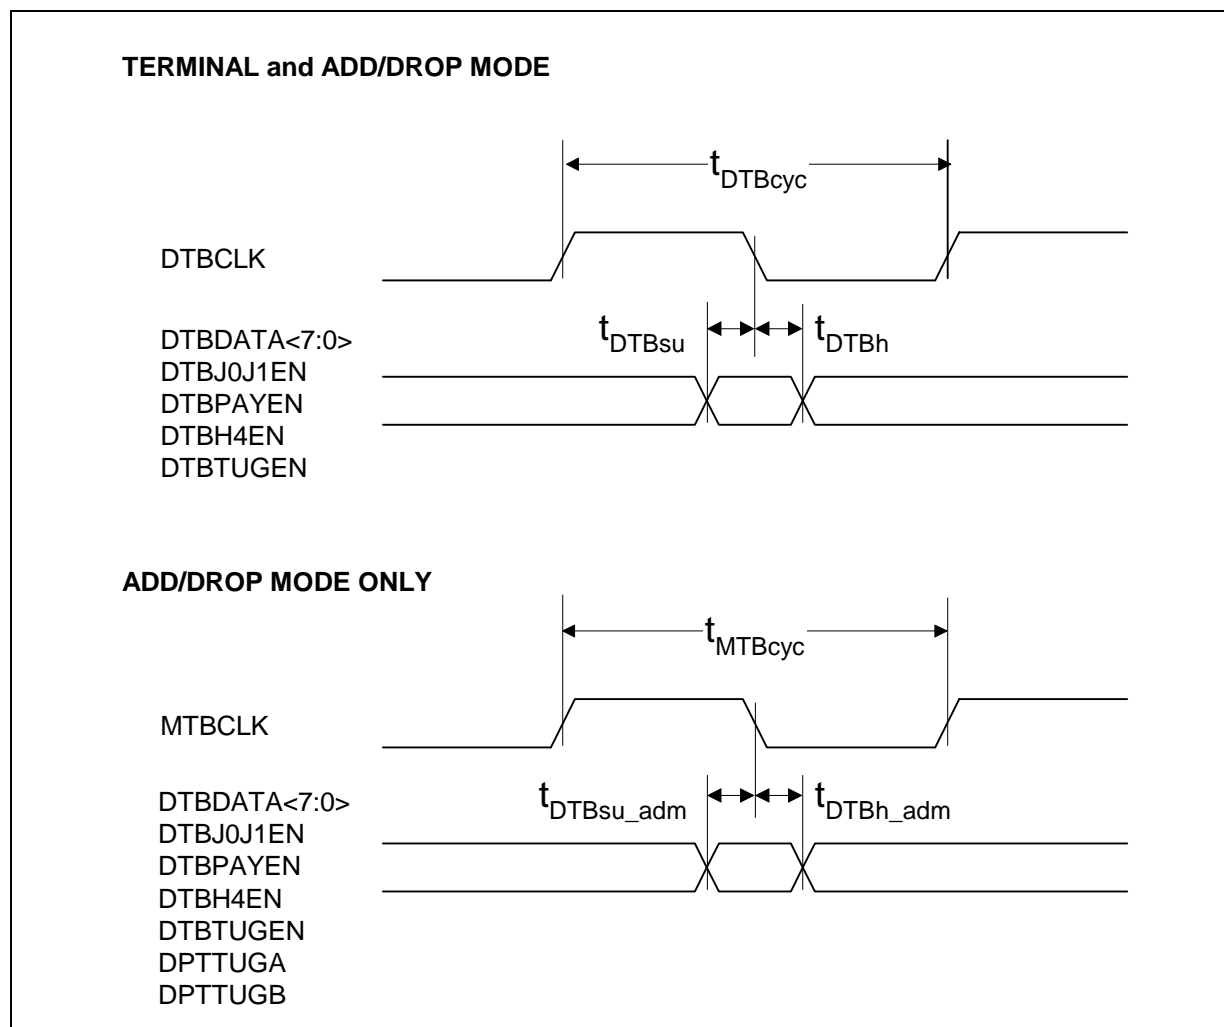 TERMINAL and ADD/DROP MODE
tDTBcyc
DTBCLK
tDTBsu
tDTBh
DTBDATA<7:0>
DTBJ0J1EN
DTBPAYEN
DTBH4EN
DTBTUGEN
ADD/DROP MODE ONLY
tMTBcyc
MTBCLK
tDTBsu_adm
tDTBh_adm
DTBDATA<7:0>
DTBJ0J1EN
DTBPAYEN
DTBH4EN
DTBTUGEN
DPTTUGA
DPTTUGB